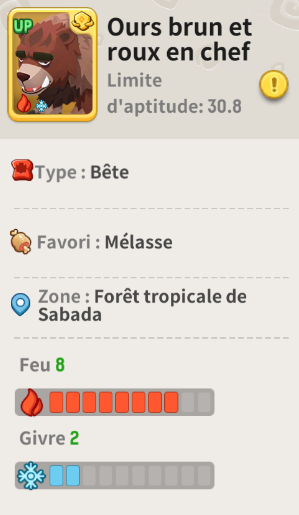 UP
Ours brun et
roux en chef
Limite
d'aptitude: 30.8
Type : Bête
Favori : Mélasse
Zone : Forêt tropicale de
Sabada
Feu 8
Givre 2